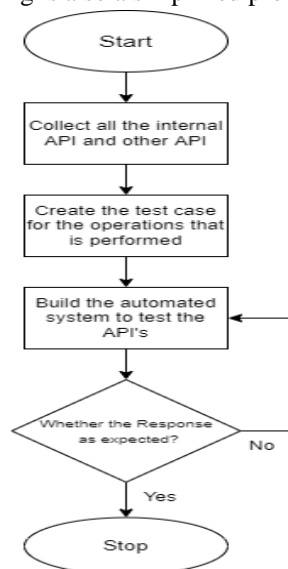 Start
Collect all the internal
API and other API
Create the test case
for the operations that
is performed
Build the automated
system to test the
API's
Whether the Response
as expected?
No
Yes
Stop